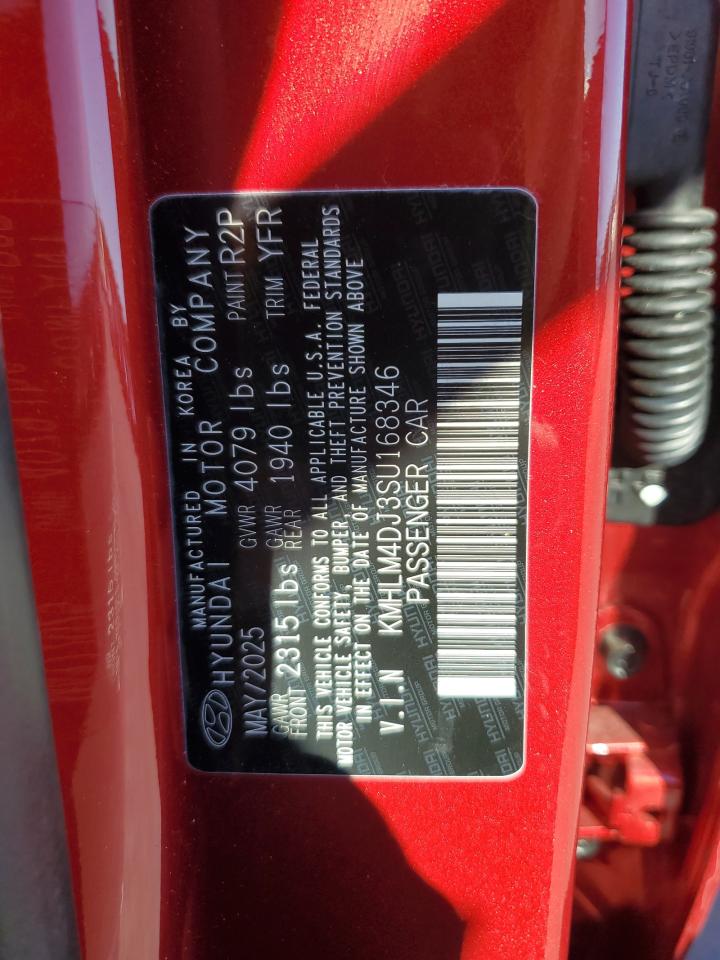 MANUFACTURED IN KOREA BY
HYUNDAI MOTOR COMPANY
MAY/2025 GVWR 4079 lbs PAINT R2P
GAWR FRONT 2315 lbs GAWR REAR 1940 lbs TRIM YFR
THIS VEHICLE CONFORMS TO ALL APPLICABLE U.S.A. FEDERAL
MOTOR VEHICLE SAFETY, BUMPER, AND THEFT PREVENTION STANDARDS
IN EFFECT ON THE DATE OF MANUFACTURE SHOWN ABOVE
V.I.N KMHLM4DJ3SU168346
PASSENGER CAR
>EPDM<